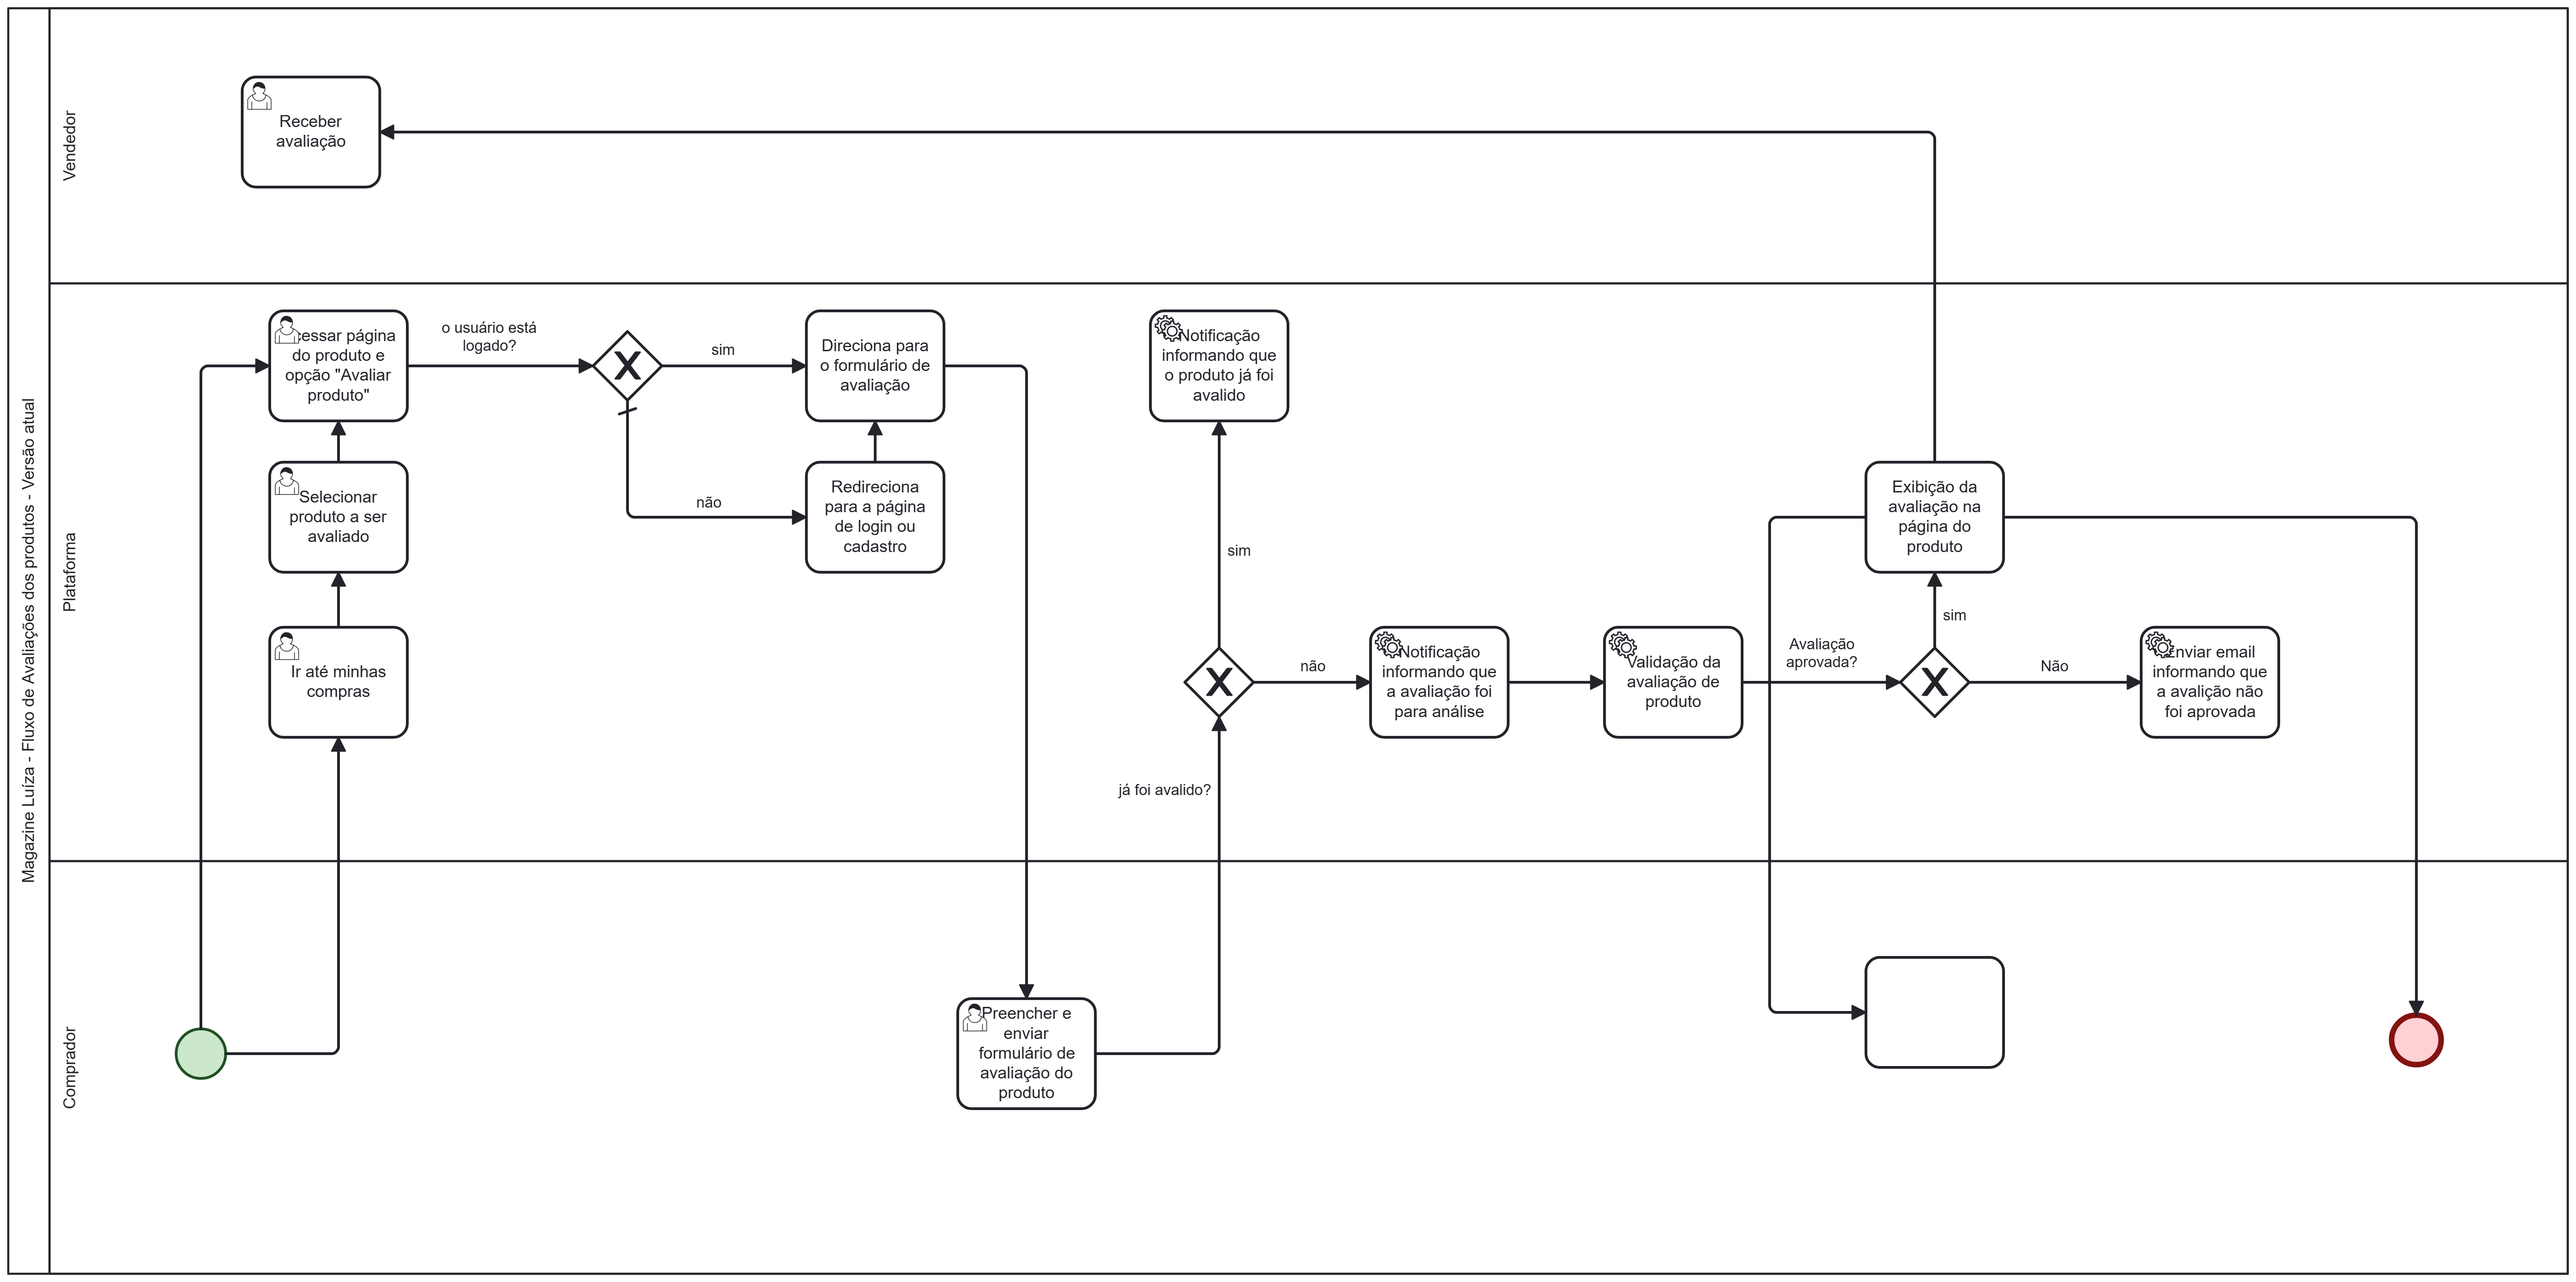 Magazine Luíza - Fluxo de Avaliações dos produtos - Versão atual
Vendedor
Receber
avaliação
Plataforma
página
do produto e
opção "Avaliar
produto"
o usuário está
logado?
sim
não
Direciona para
o formulário de
avaliação
Redireciona
para a página
de login ou
cadastro
Selecionar
produto a ser
avaliado
Ir até minhas
compras
Notificação
informando que
o produto já foi
avalido
sim
não
já foi avalido?
Notificação
informando que
a avaliação foi
para análise
Validação da
avaliação de
produto
Avaliação
aprovada?
Exibição da
avaliação na
página do
produto
sim
Não
Enviar email
informando que
a avalição não
foi aprovada
Comprador
Preencher e
enviar
formulário de
avaliação do
produto